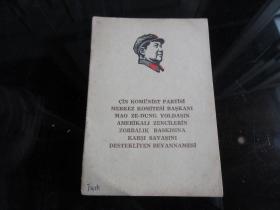 ÇİN KOMÜNİST PARTİSİ
MERKEZ KOMİTESİ BAŞKANI
MAO ZE-DUNG YOLDAŞIN
AMERİKALI ZENCİLERİN
ZORBALIK BASKISINA
KARŞI SAVAŞINI
DESTEKLİYEN BEYANNAMESİ